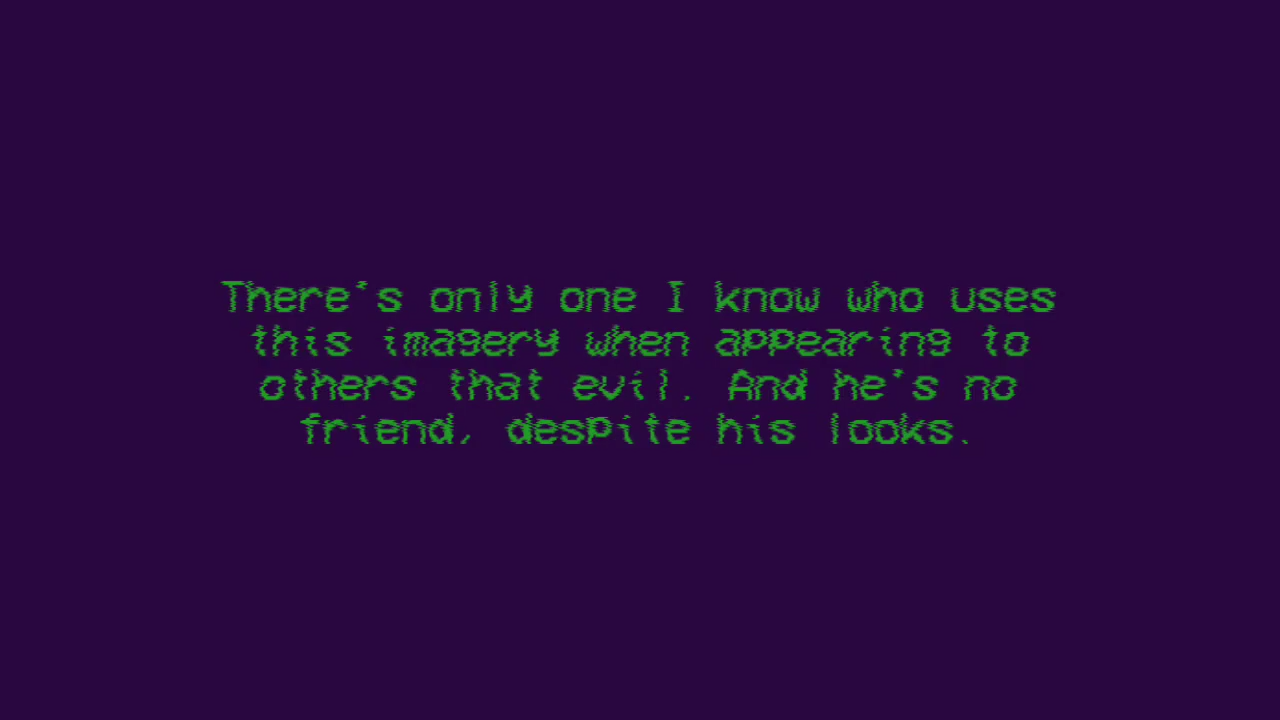 There's only one I know who uses
this imagery when appearing to
others that evil. And he's no
friend, despite his looks.